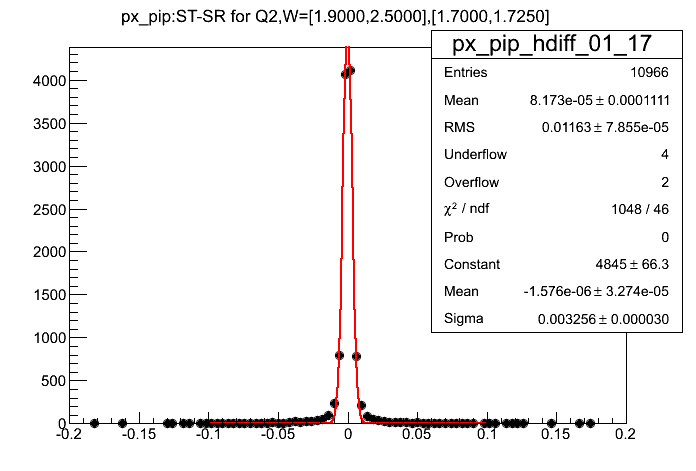 px_pip:ST-SR for Q2,W=[1.9000,2.5000],[1.7000,1.7250]
px_pip_hdiff_01_17
Entries 10966
Mean 8.173e-05 ± 0.0001111
RMS 0.01163 ± 7.855e-05
Underflow 4
Overflow 2
χ² / ndf 1048 / 46
Prob 0
Constant 4845 ± 66.3
Mean -1.576e-06 ± 3.274e-05
Sigma 0.003256 ± 0.000030
4000
3500
3000
2500
2000
1500
1000
500
0
-0.2 -0.15 -0.1 -0.05 0 0.05 0.1 0.15 0.2